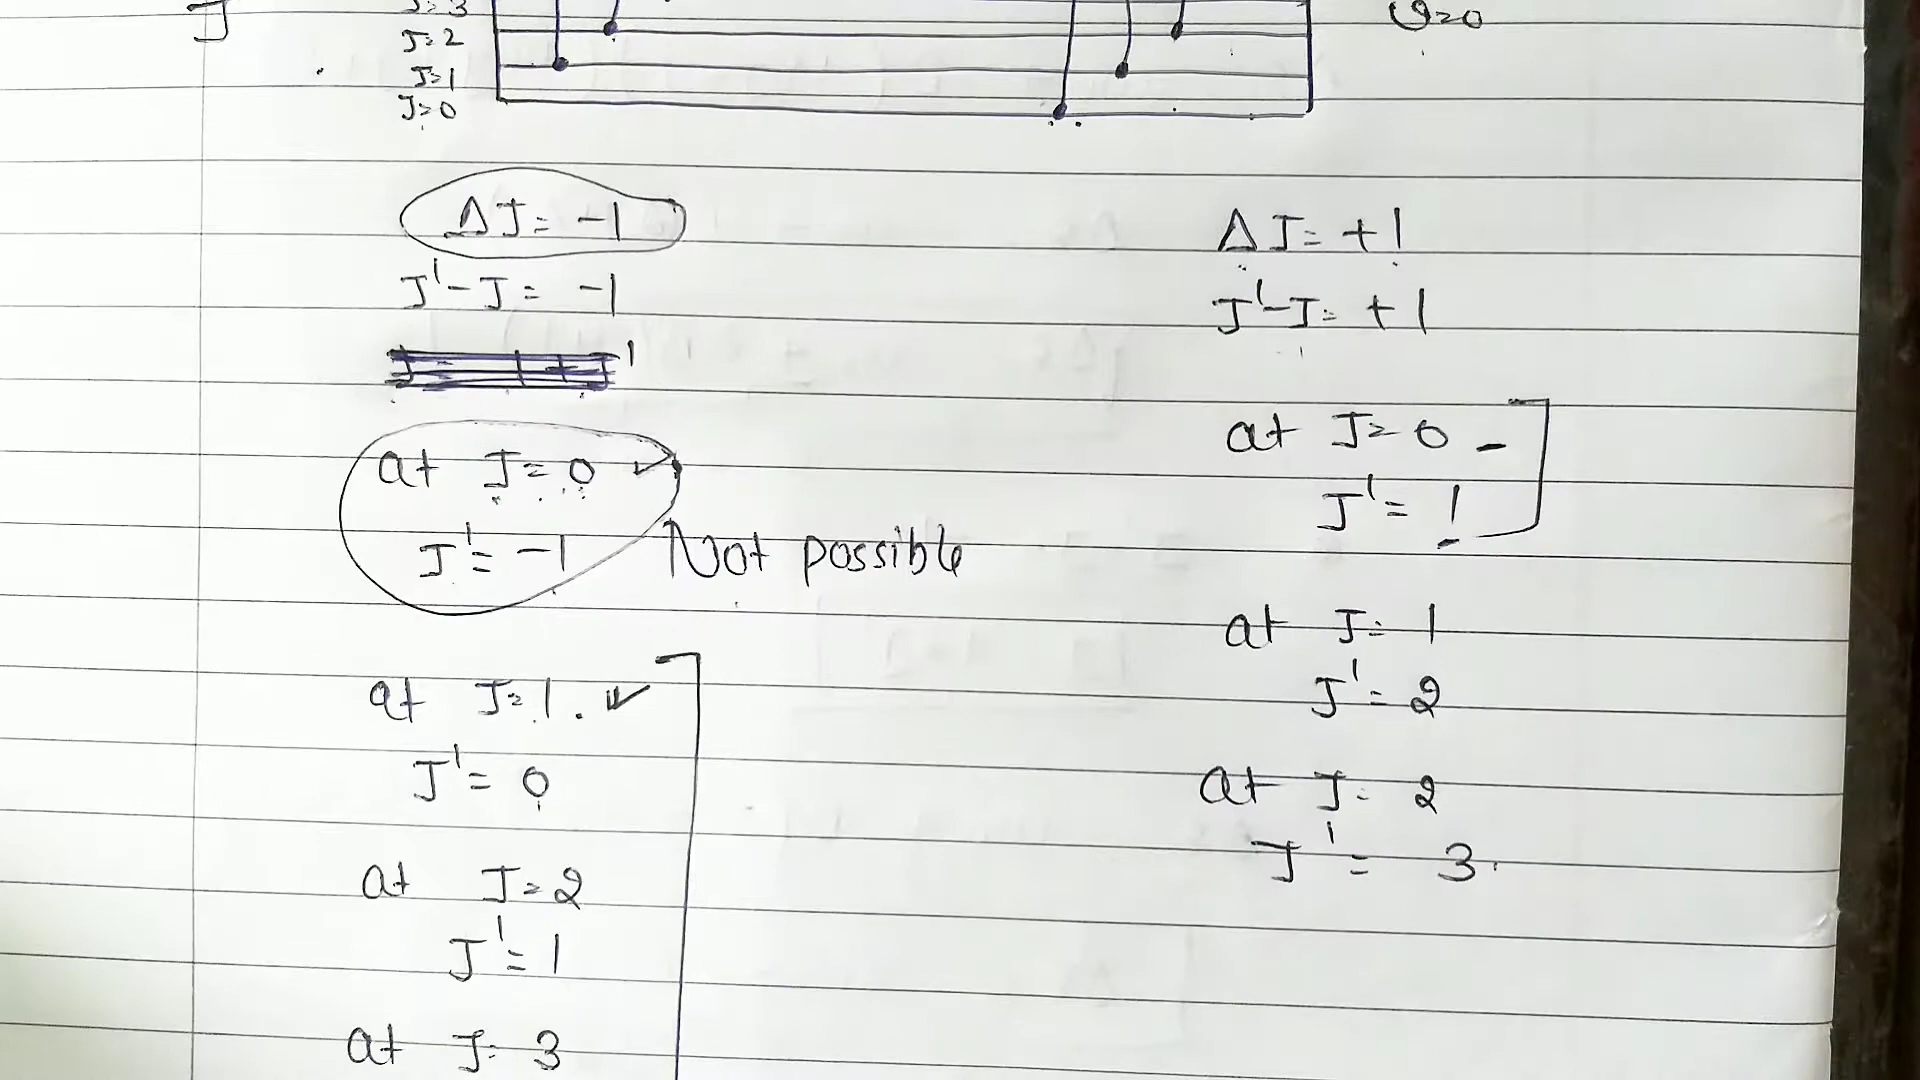 J
J=3
J=2
J=1
J=0
v=0
ΔJ= -1
J'-J= -1
at J=0 ✓
J'= -1 Not possible
at J=1. ✓
J'= 0
at J=2
J'= 1
at J= 3
ΔJ= +1
J'-J= +1
at J=0 -
J'= 1
at J= 1
J'= 2
at J= 2
J'= 3.